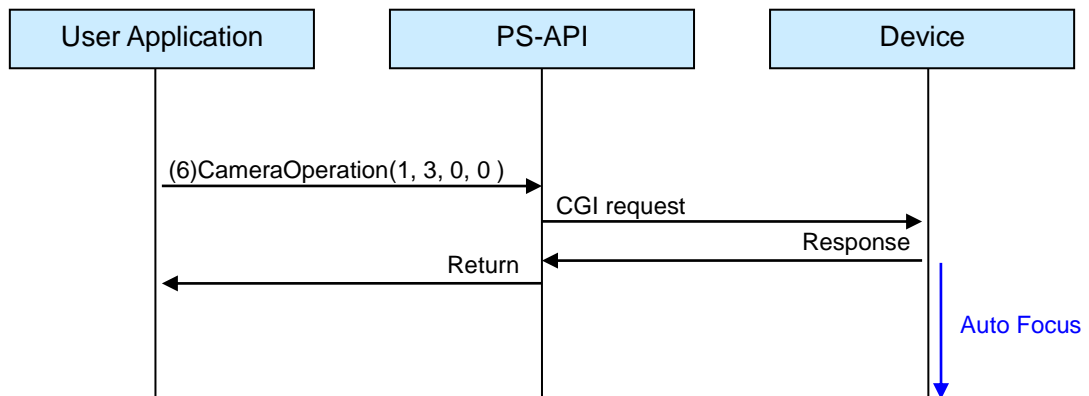 User Application
PS-API
Device
(6)CameraOperation(1, 3, 0, 0 )
CGI request
Response
Return
Auto Focus